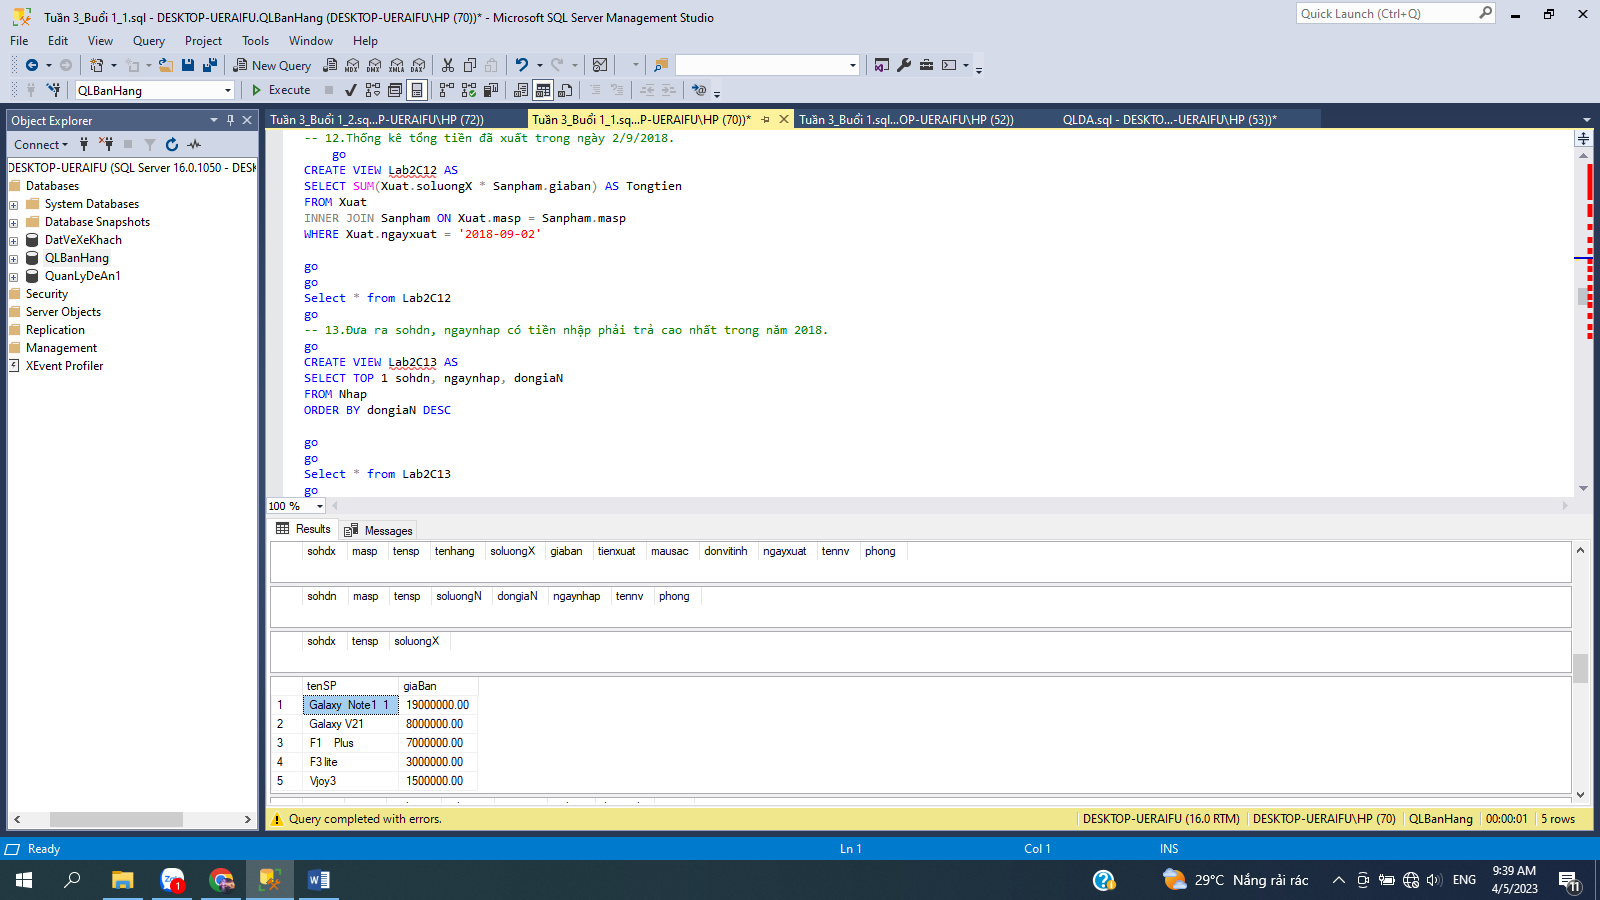 Tuần 3_Buổi 1_1.sql - DESKTOP-UERAIFU.QLBanHang (DESKTOP-UERAIFU\HP (70))* - Microsoft SQL Server Management Studio
Quick Launch (Ctrl+Q)
File Edit View Query Project Tools Window Help
New Query
MDX DMX XMLA DAX
QLBanHang
Execute
Object Explorer
Tuần 3_Buổi 1_2.sq...P-UERAIFU\HP (72))
Tuần 3_Buổi 1_1.sq...P-UERAIFU\HP (70))*
Tuần 3_Buổi 1.sql...OP-UERAIFU\HP (52))
QLDA.sql - DESKTO...-UERAIFU\HP (53))*
Connect
DESKTOP-UERAIFU (SQL Server 16.0.1050 - DESK
Databases
System Databases
Database Snapshots
DatVeXeKhach
QLBanHang
QuanLyDeAn1
Security
Server Objects
Replication
Management
XEvent Profiler
-- 12.Thống kê tổng tiền đã xuất trong ngày 2/9/2018.
go
CREATE VIEW Lab2C12 AS
SELECT SUM(Xuat.soluongX * Sanpham.giaban) AS Tongtien
FROM Xuat
INNER JOIN Sanpham ON Xuat.masp = Sanpham.masp
WHERE Xuat.ngayxuat = '2018-09-02'
go
go
Select * from Lab2C12
go
-- 13.Đưa ra sohdn, ngaynhap có tiền nhập phải trả cao nhất trong năm 2018.
go
CREATE VIEW Lab2C13 AS
SELECT TOP 1 sohdn, ngaynhap, dongiaN
FROM Nhap
ORDER BY dongiaN DESC
go
go
Select * from Lab2C13
go
100 %
Results Messages
sohdx masp tensp tenhang soluongX giaban tienxuat mausac donvitinh ngayxuat tennv phong
sohdn masp tensp soluongN dongiaN ngaynhap tennv phong
sohdx tensp soluongX
tenSP giaBan
1 Galaxy Note1 1 19000000.00
2 Galaxy V21 8000000.00
3 F1 Plus 7000000.00
4 F3 lite 3000000.00
5 Vjoy3 1500000.00
Query completed with errors.
DESKTOP-UERAIFU (16.0 RTM) DESKTOP-UERAIFU\HP (70) QLBanHang 00:00:01 5 rows
Ready Ln 1 Col 1 INS
1
29°C Nắng rải rác
ENG
9:39 AM
4/5/2023
11